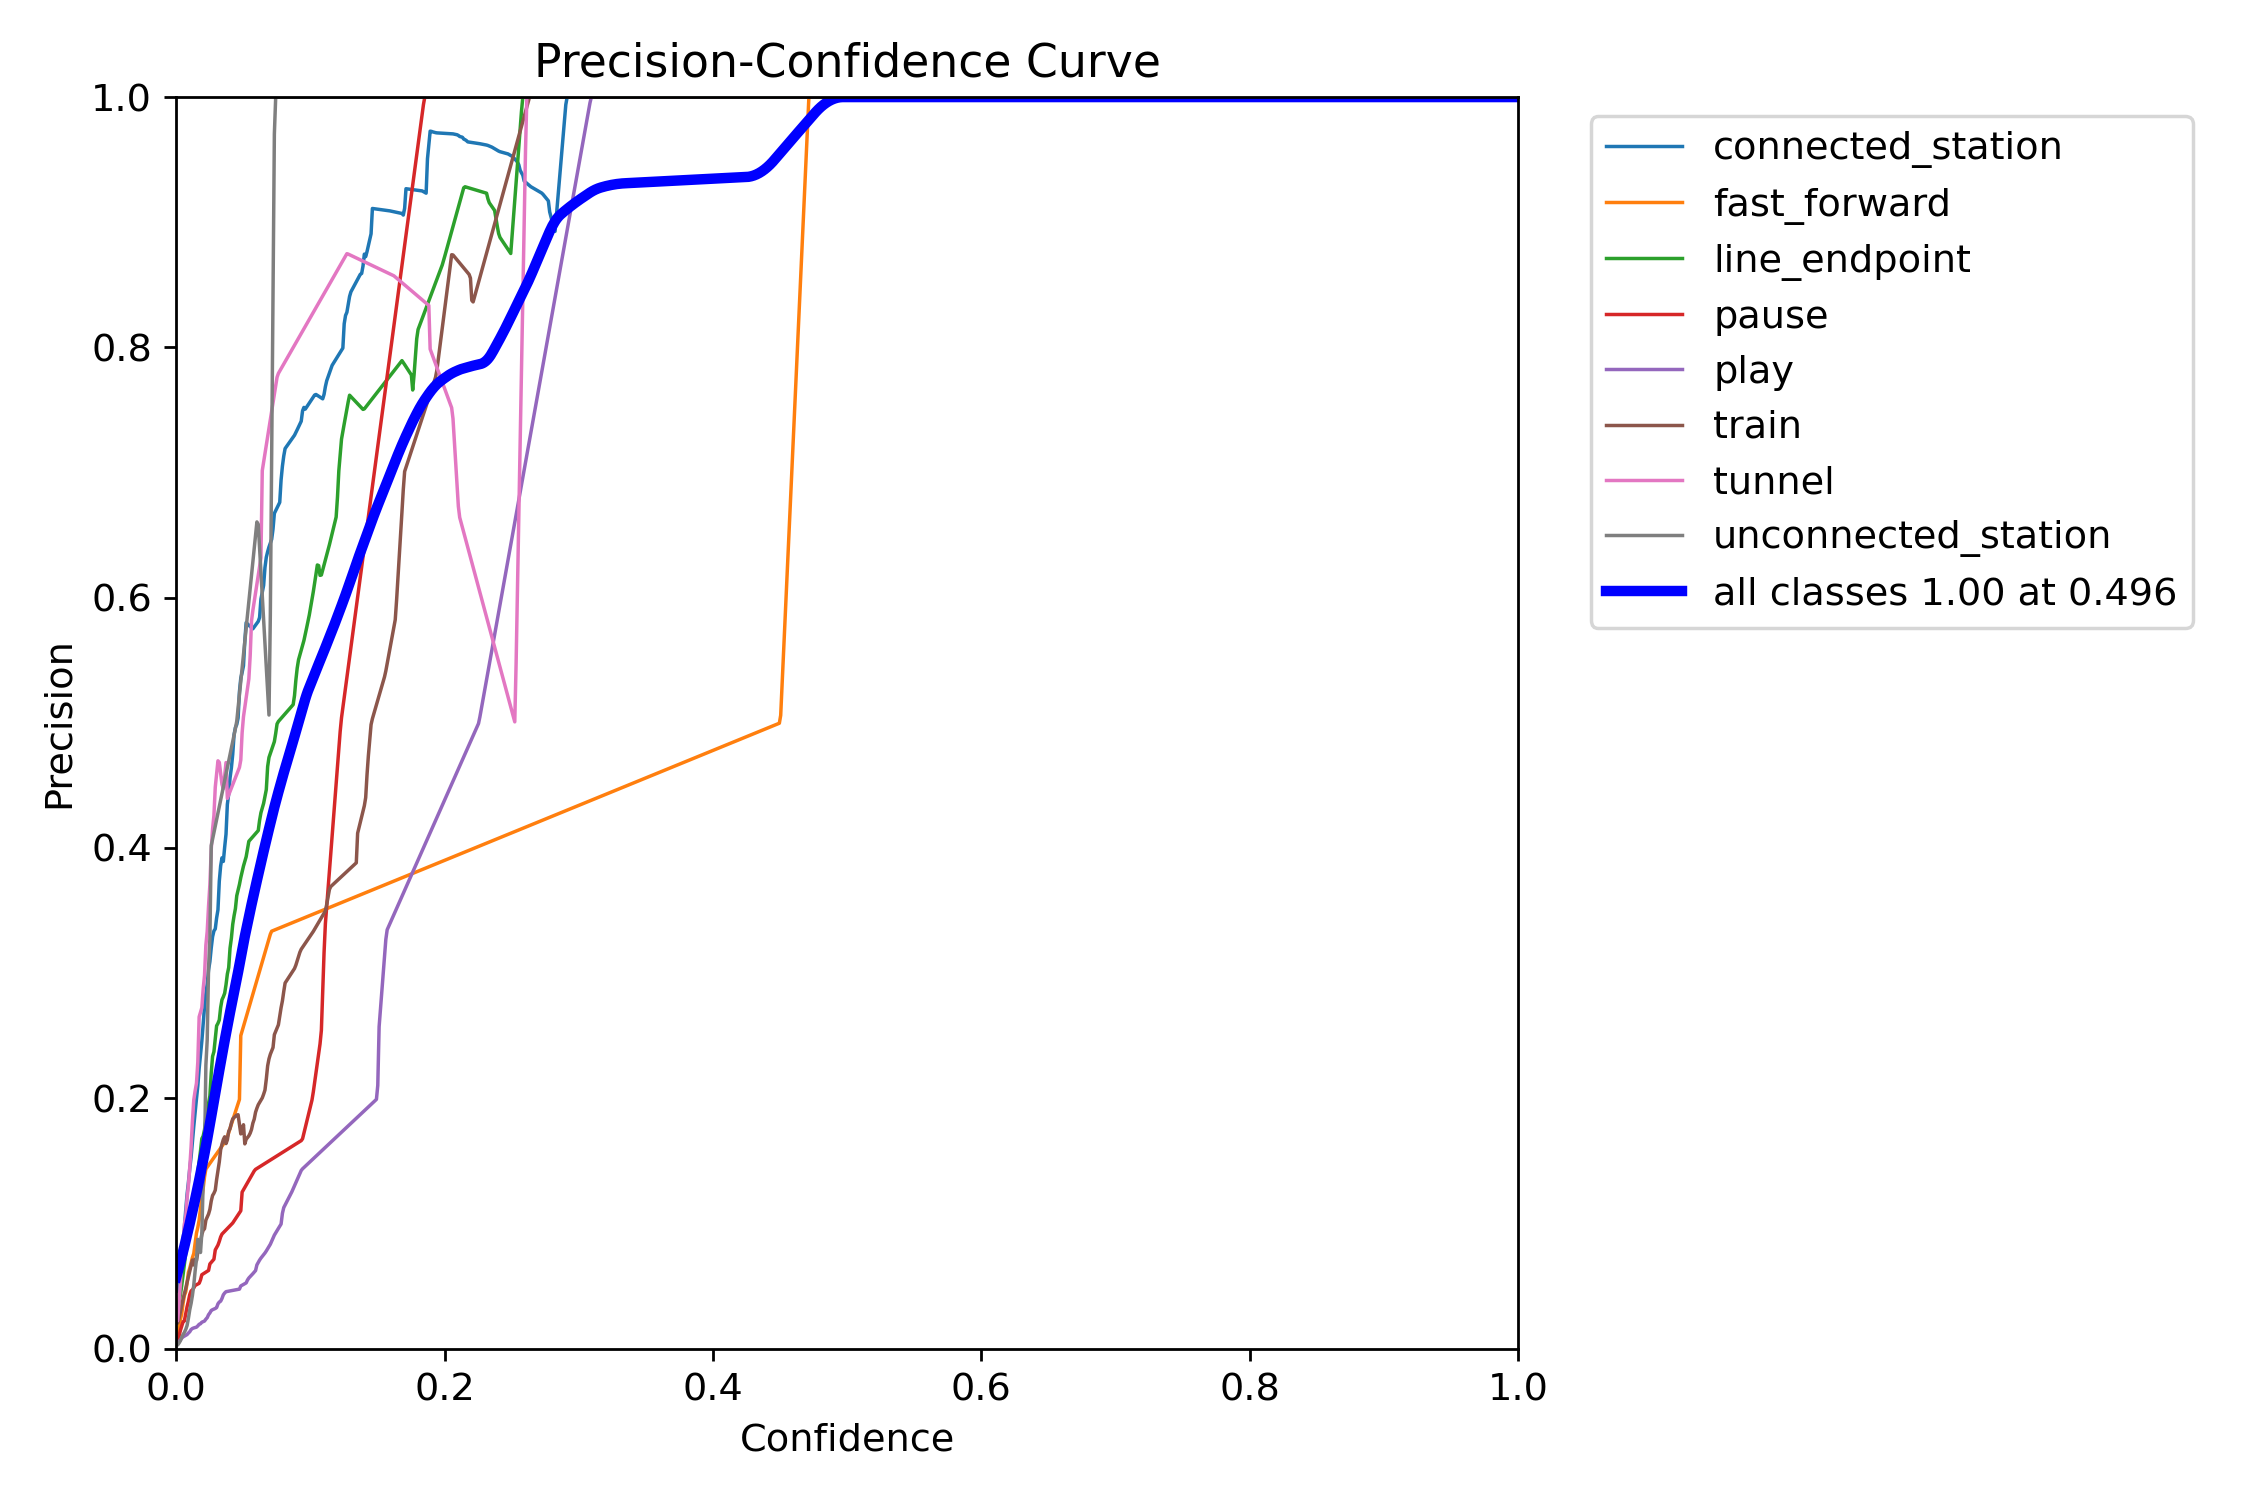 Precision-Confidence Curve
1.0
0.8
0.6
0.4
0.2
0.0
Precision
0.0 0.2 0.4 0.6 0.8 1.0
Confidence
connected_station
fast_forward
line_endpoint
pause
play
train
tunnel
unconnected_station
all classes 1.00 at 0.496